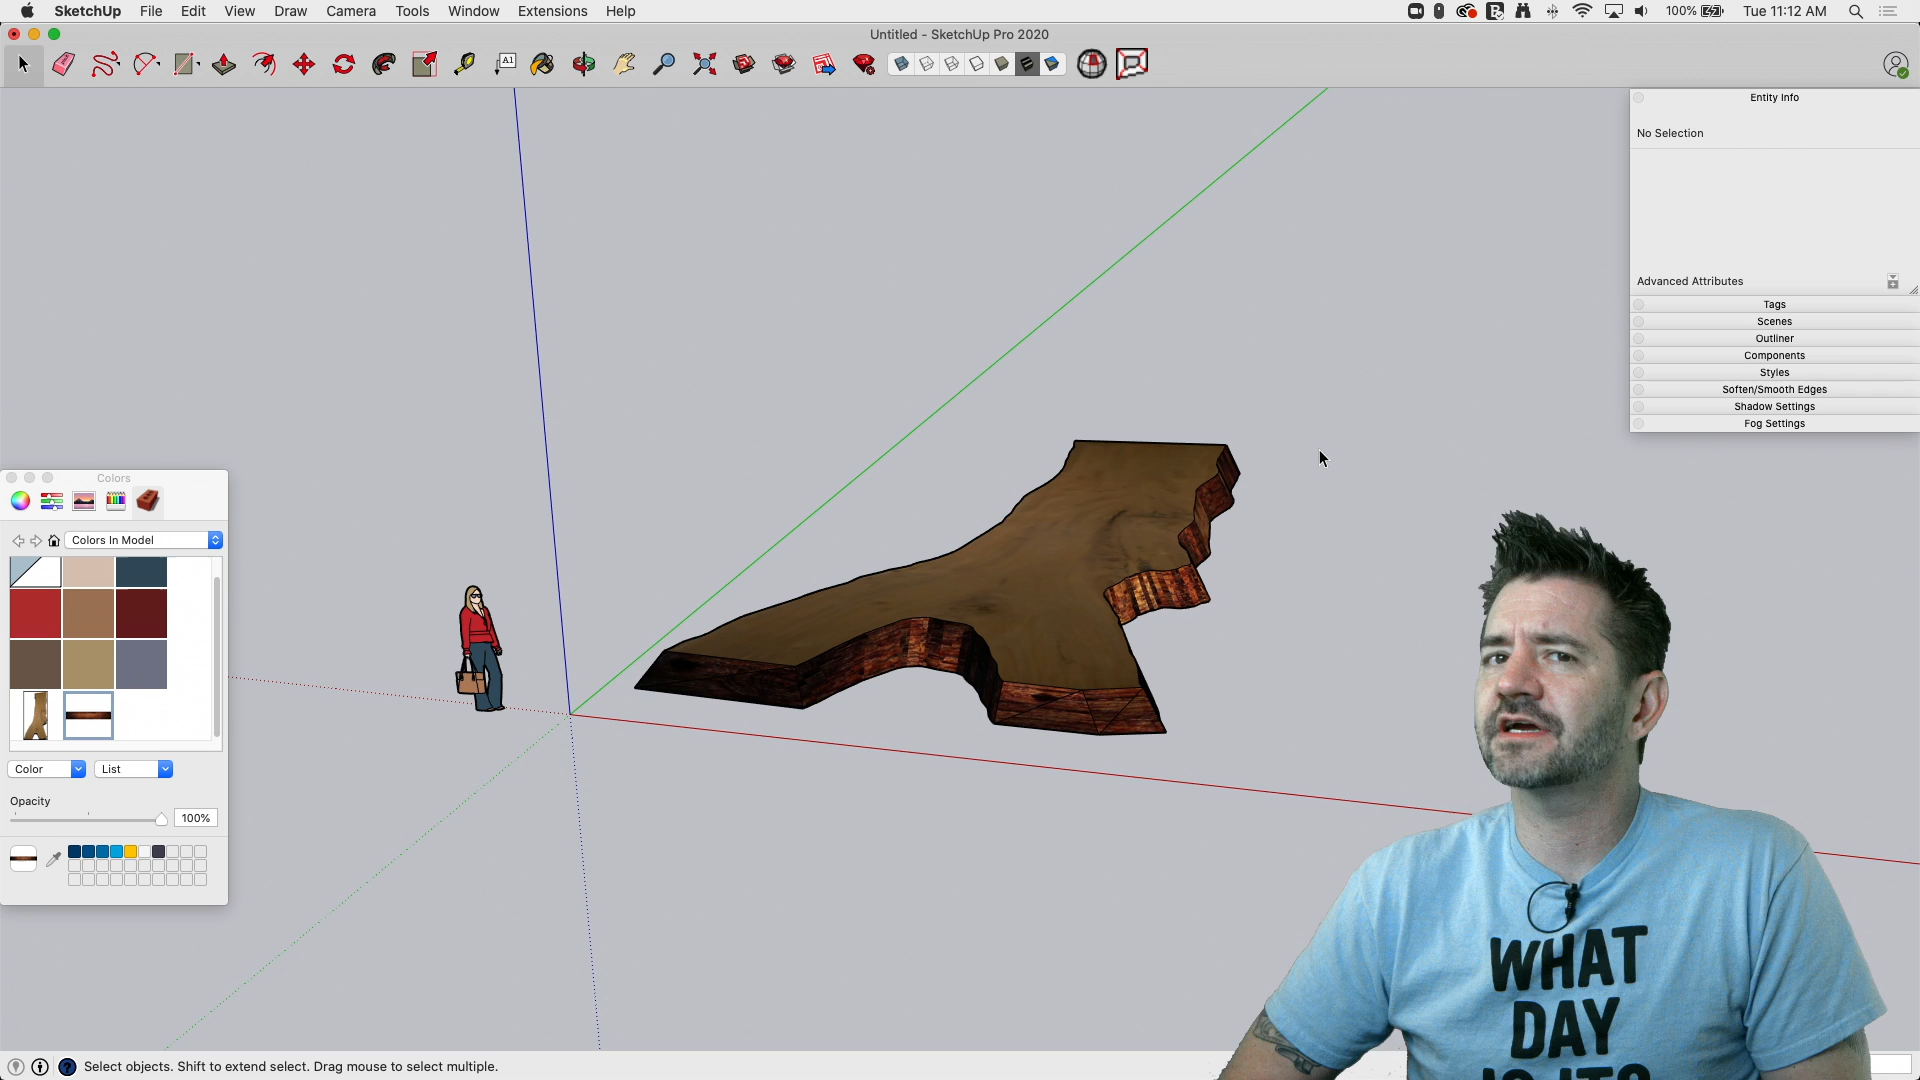 SketchUp File Edit View Draw Camera Tools Window Extensions Help
100% Tue 11:12 AM
Untitled - SketchUp Pro 2020
A1
Entity Info
No Selection
Advanced Attributes
Tags
Scenes
Outliner
Components
Styles
Soften/Smooth Edges
Shadow Settings
Fog Settings
Colors
Colors In Model
Color List
Opacity
100%
WHAT
DAY
IS IT?
Select objects. Shift to extend select. Drag mouse to select multiple.